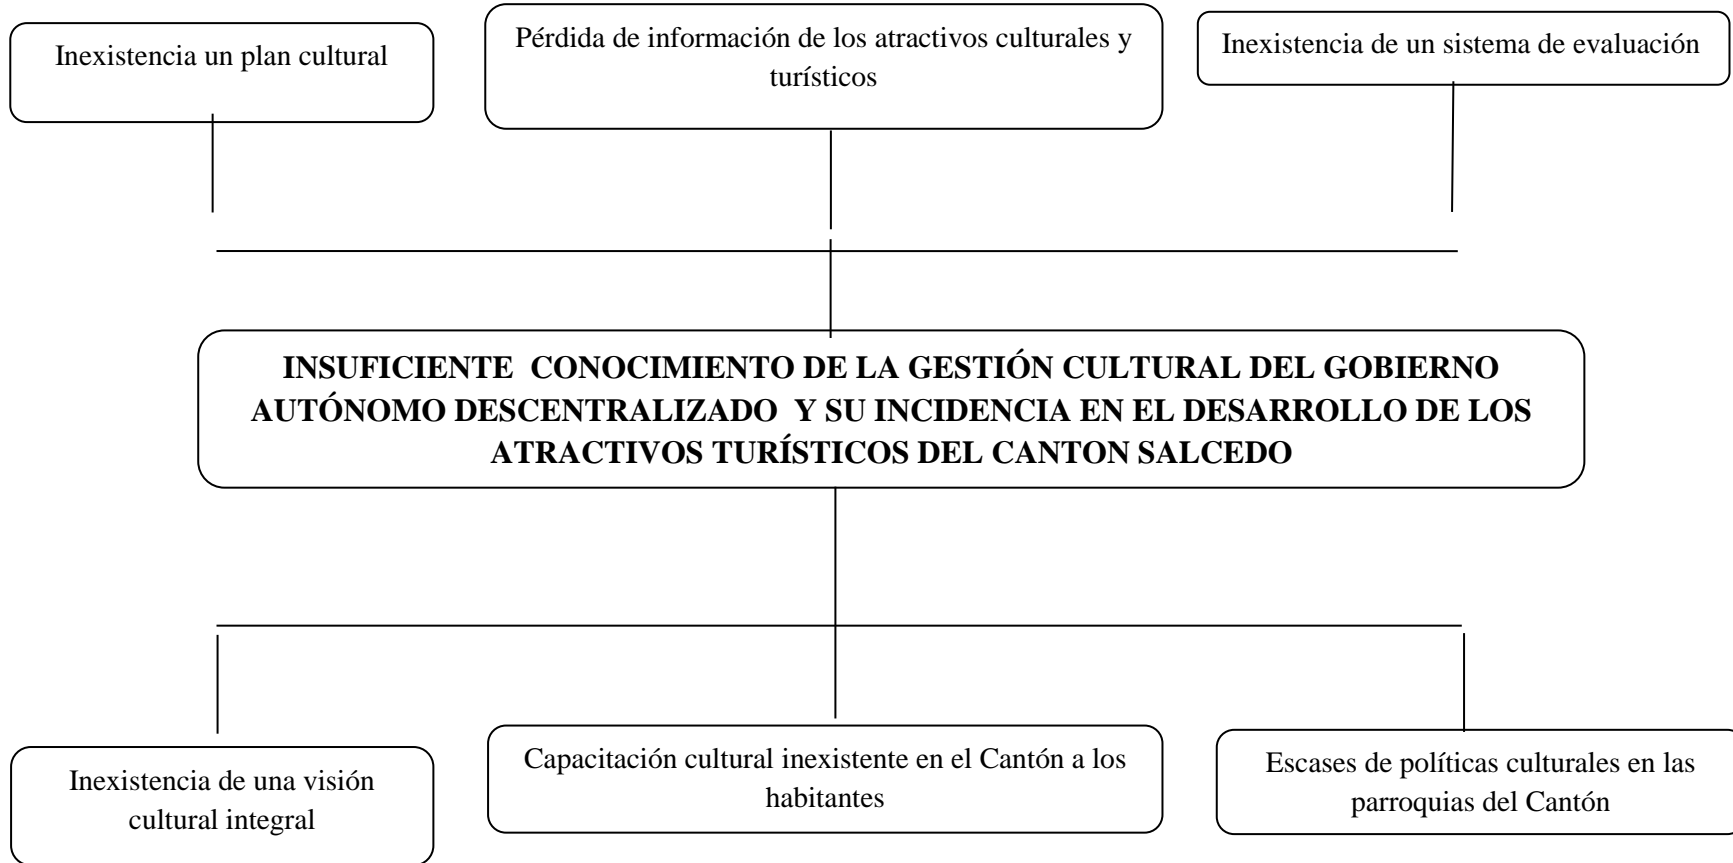 Inexistencia un plan cultural
Pérdida de información de los atractivos culturales y
turísticos
Inexistencia de un sistema de evaluación
INSUFICIENTE CONOCIMIENTO DE LA GESTIÓN CULTURAL DEL GOBIERNO
AUTÓNOMO DESCENTRALIZADO Y SU INCIDENCIA EN EL DESARROLLO DE LOS
ATRACTIVOS TURÍSTICOS DEL CANTON SALCEDO
Inexistencia de una visión
cultural integral
Capacitación cultural inexistente en el Cantón a los
habitantes
Escases de políticas culturales en las
parroquias del Cantón